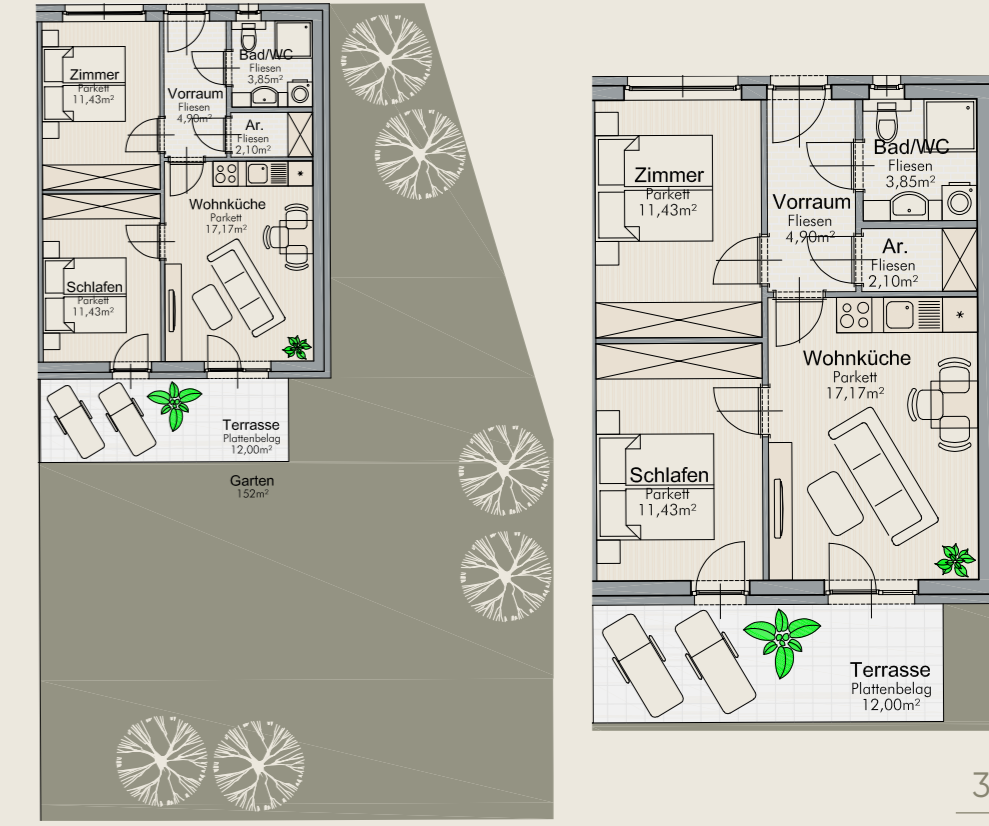 Zimmer
Parkett
11,43m²
Vorraum
Fliesen
4,90m²
Bad/WC
Fliesen
3,85m²
Ar.
Fliesen
2,10m²
Wohnküche
Parkett
17,17m²
*
Schlafen
Parkett
11,43m²
Terrasse
Plattenbelag
12,00m²
Garten
152m²
Zimmer
Parkett
11,43m²
Vorraum
Fliesen
4,90m²
Bad/WC
Fliesen
3,85m²
Ar.
Fliesen
2,10m²
*
Wohnküche
Parkett
17,17m²
Schlafen
Parkett
11,43m²
Terrasse
Plattenbelag
12,00m²
3